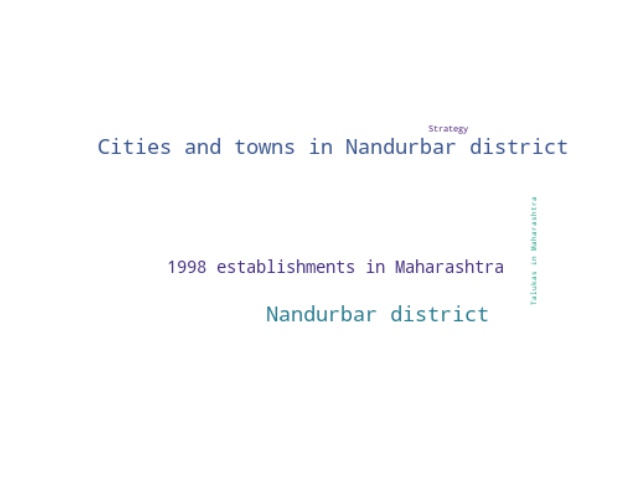 Strategy
Cities and towns in Nandurbar district
Talukas in Maharashtra
1998 establishments in Maharashtra
Nandurbar district